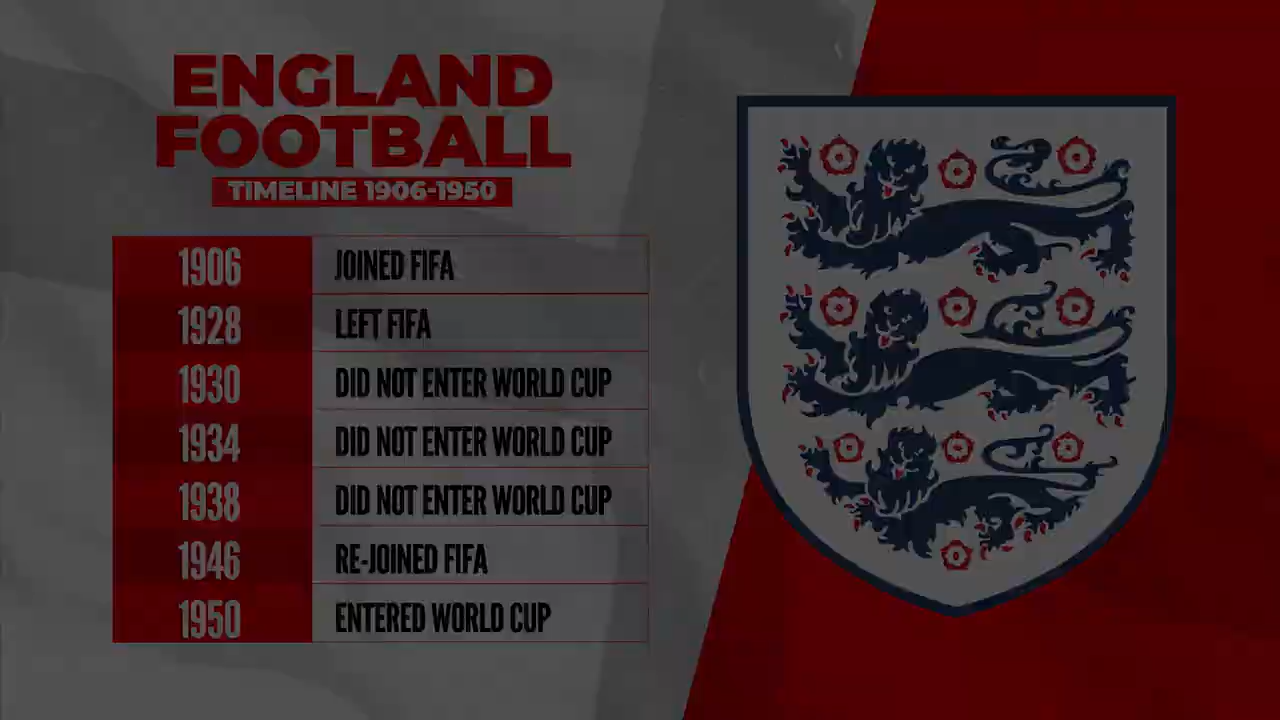 ENGLAND
FOOTBALL
TIMELINE 1906-1950
1906 JOINED FIFA
1928 LEFT FIFA
1930 DID NOT ENTER WORLD CUP
1934 DID NOT ENTER WORLD CUP
1938 DID NOT ENTER WORLD CUP
1946 RE-JOINED FIFA
1950 ENTERED WORLD CUP